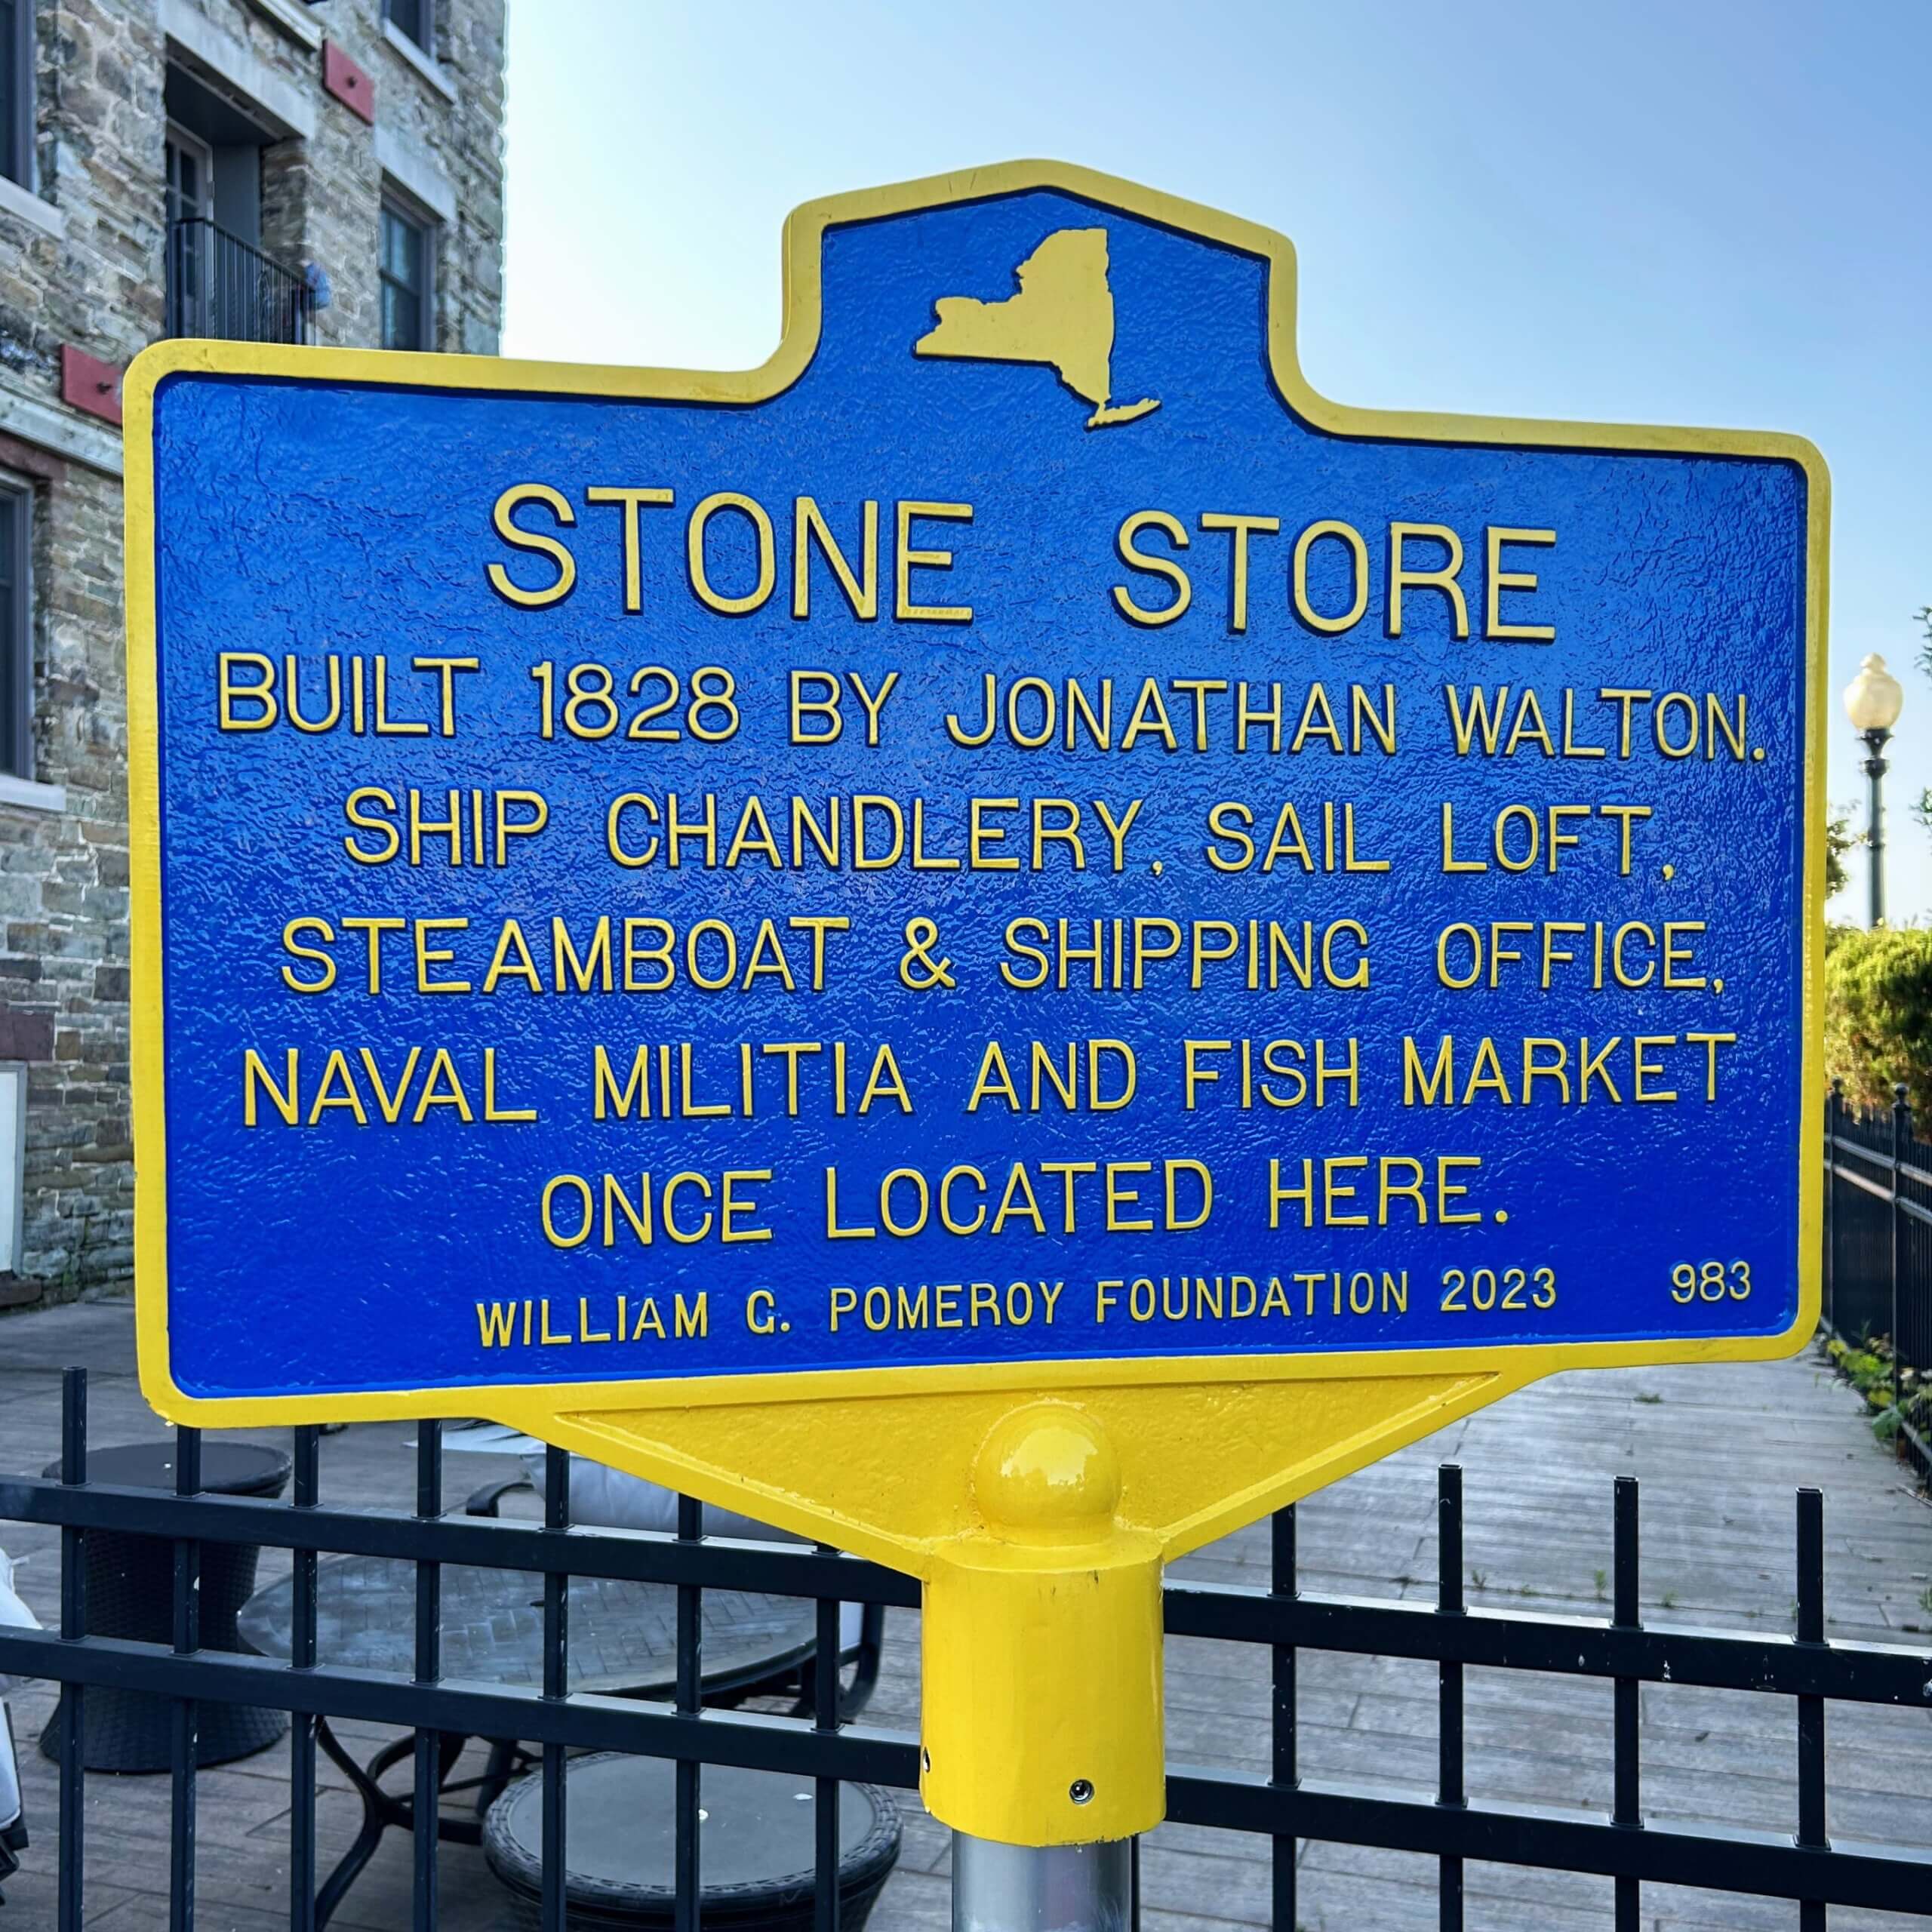 STONE STORE
BUILT 1828 BY JONATHAN WALTON.
SHIP CHANDLERY, SAIL LOFT,
STEAMBOAT & SHIPPING OFFICE,
NAVAL MILITIA AND FISH MARKET
ONCE LOCATED HERE.
WILLIAM G. POMEROY FOUNDATION 2023 983